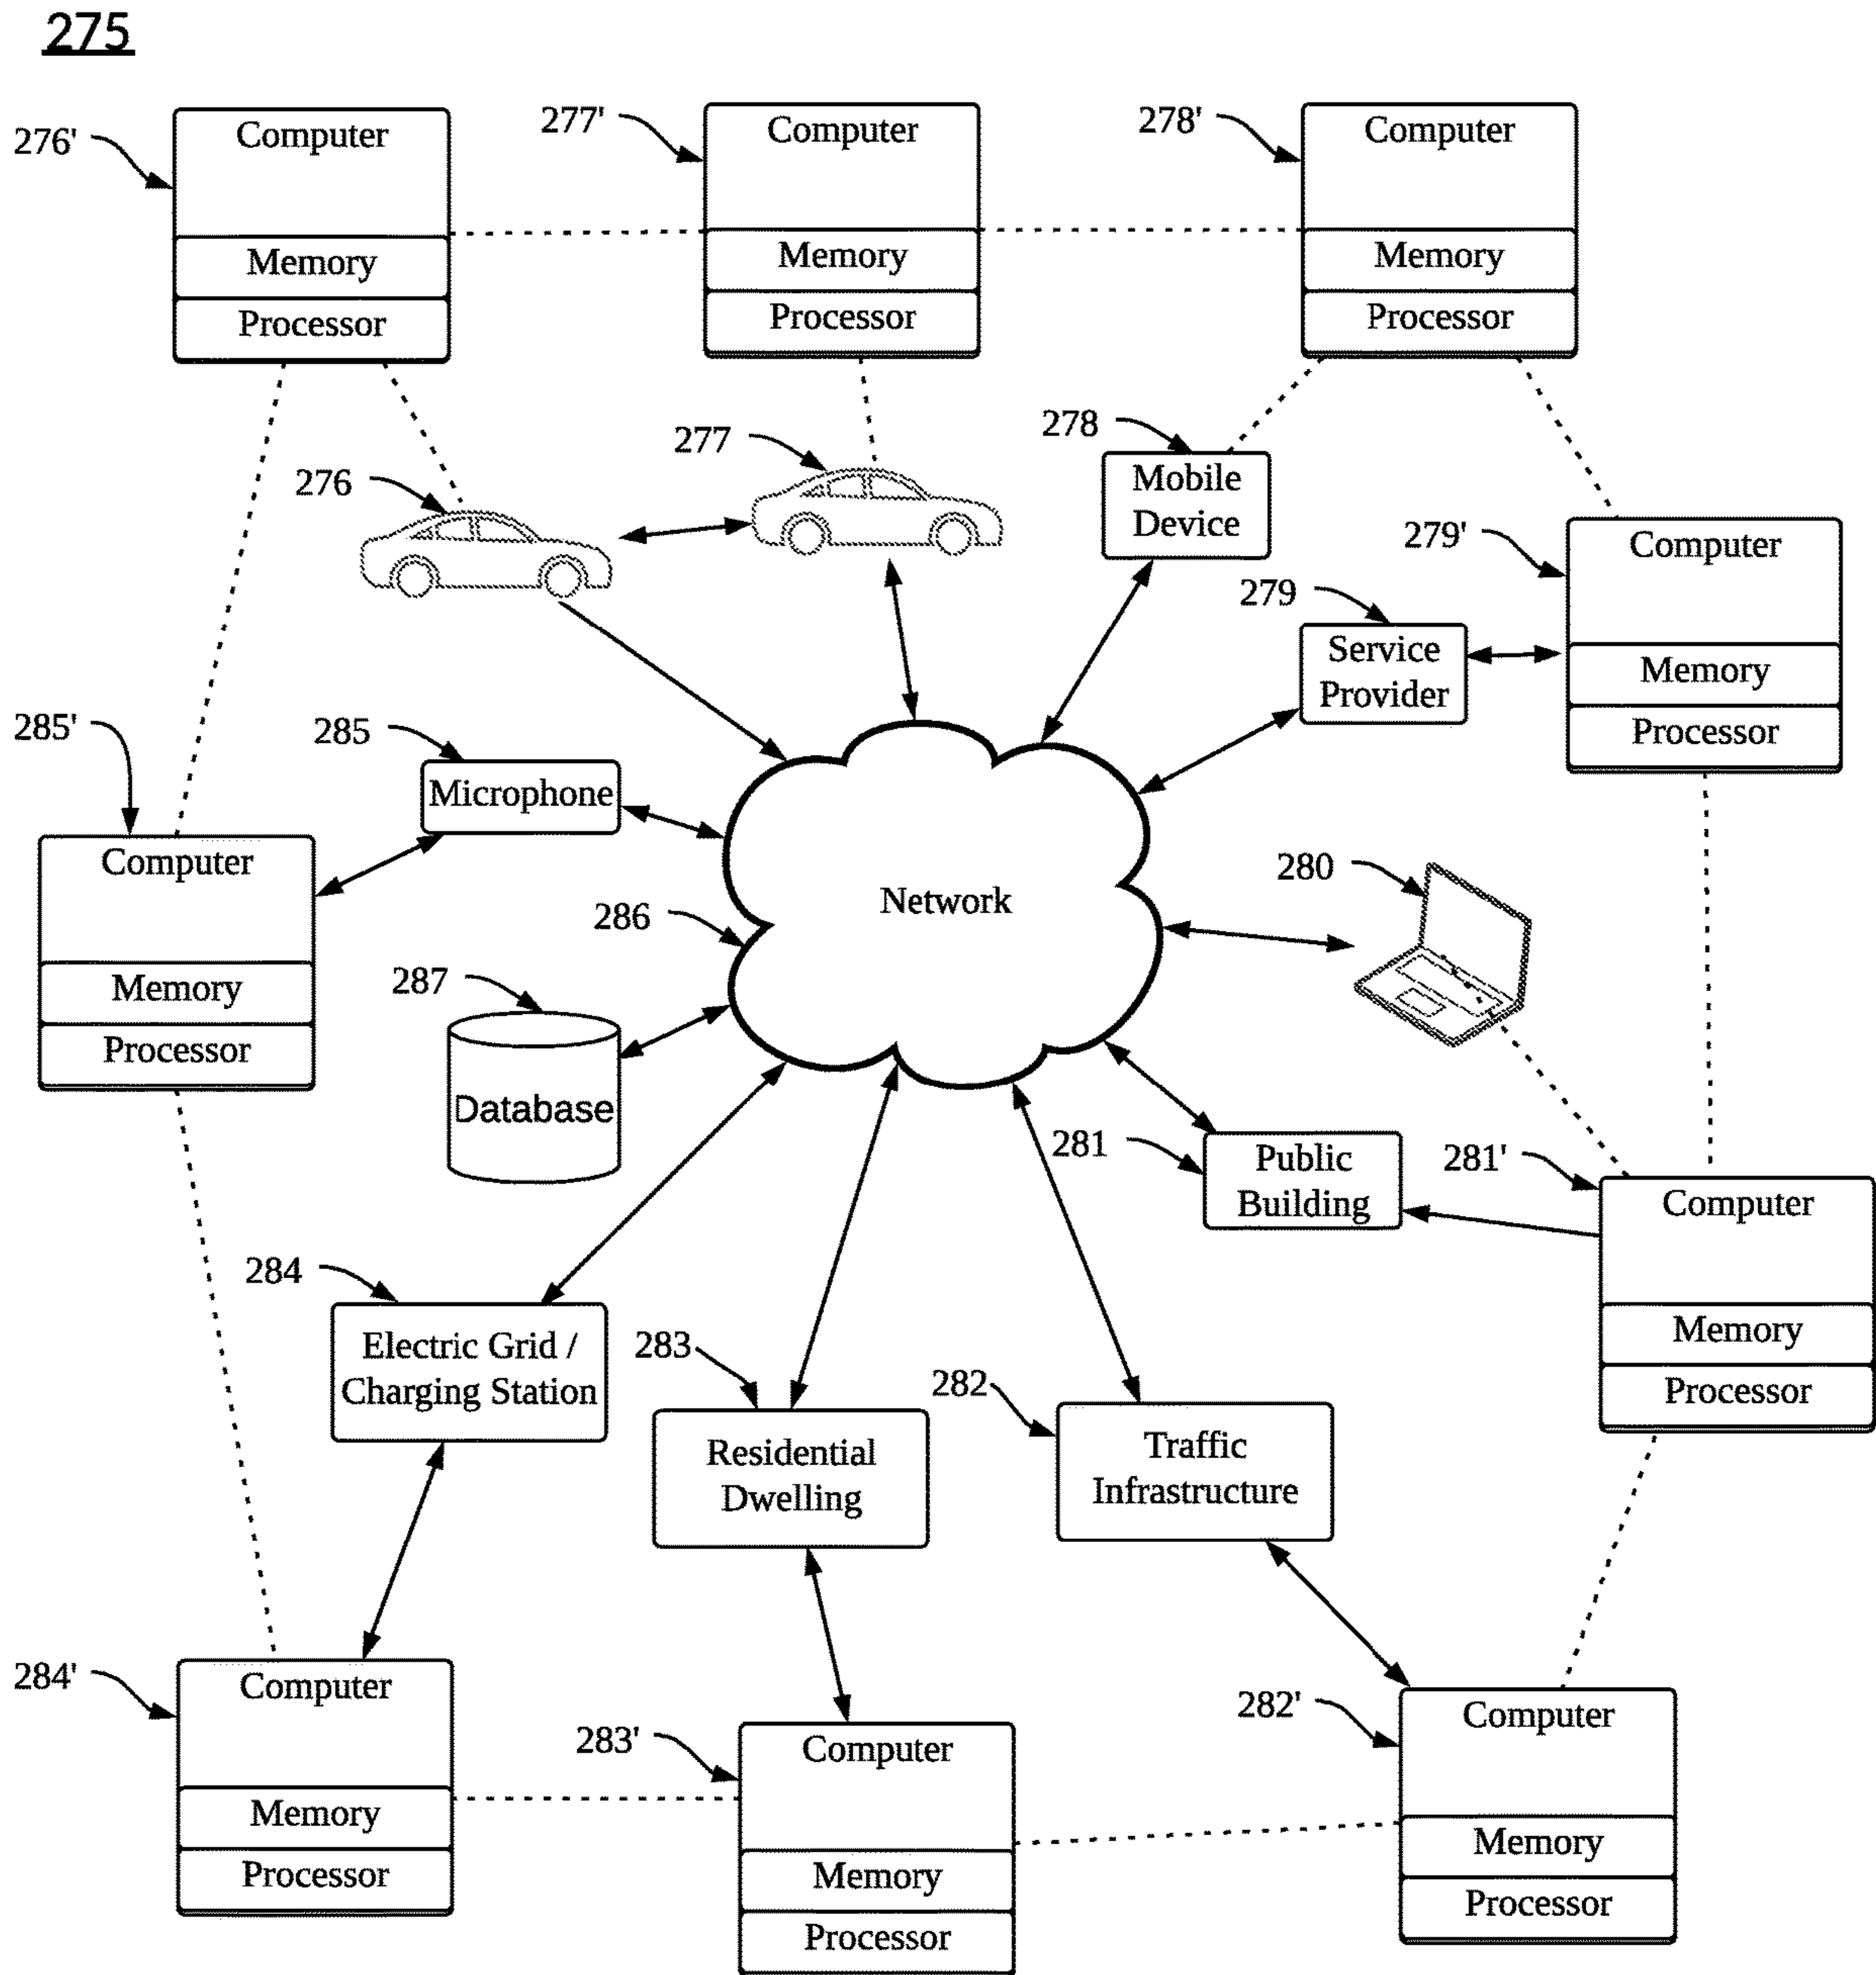 275
276'
Computer
Memory
Processor
277'
Computer
Memory
Processor
278'
Computer
Memory
Processor
276
277
278
Mobile
Device
279'
Computer
Memory
Processor
279
Service
Provider
285'
Computer
Memory
Processor
285
Microphone
286
Network
280
287
Database
281
Public
Building
281'
Computer
Memory
Processor
284
Electric Grid /
Charging Station
283
Residential
Dwelling
282
Traffic
Infrastructure
284'
Computer
Memory
Processor
283'
Computer
Memory
Processor
282'
Computer
Memory
Processor